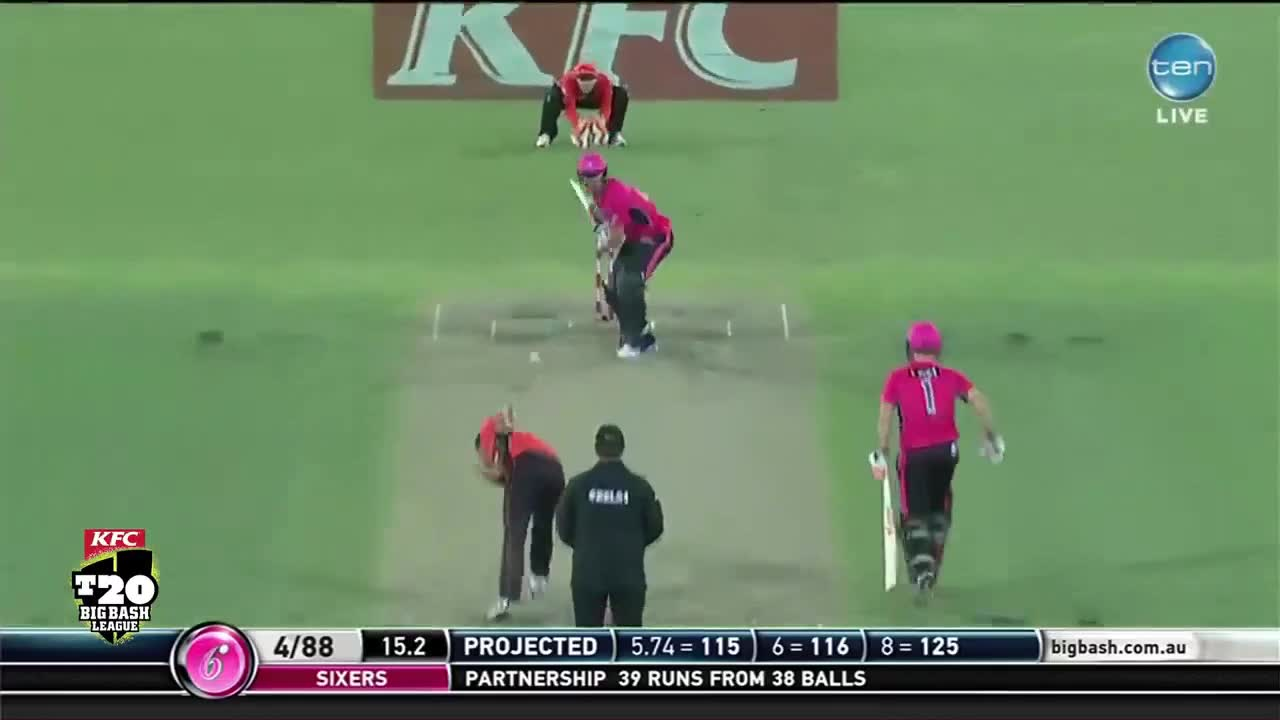 KFC
ten
LIVE
1
KFC
T20
BIG BASH
LEAGUE
6
4/88 15.2 PROJECTED 5.74 = 115 6 = 116 8 = 125 bigbash.com.au
SIXERS PARTNERSHIP 39 RUNS FROM 38 BALLS